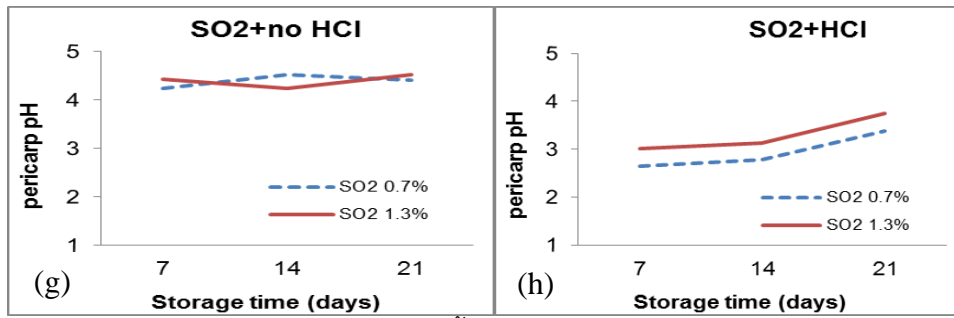 SO2+no HCl
5
4
3
2
1
pericarp pH
SO2 0.7%
SO2 1.3%
7 14 21
Storage time (days)
(g)
SO2+HCl
5
4
3
2
1
pericarp pH
SO2 0.7%
SO2 1.3%
7 14 21
Storage time (days)
(h)